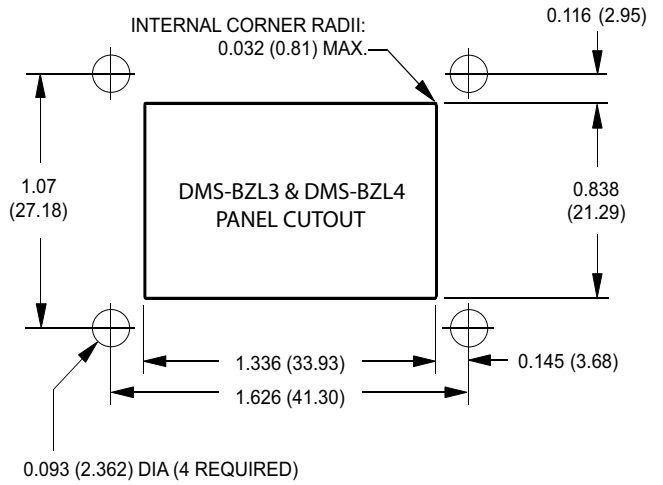 INTERNAL CORNER RADII:
0.032 (0.81) MAX.
0.116 (2.95)
1.07
(27.18)
DMS-BZL3 & DMS-BZL4
PANEL CUTOUT
0.838
(21.29)
1.336 (33.93)
0.145 (3.68)
1.626 (41.30)
0.093 (2.362) DIA (4 REQUIRED)